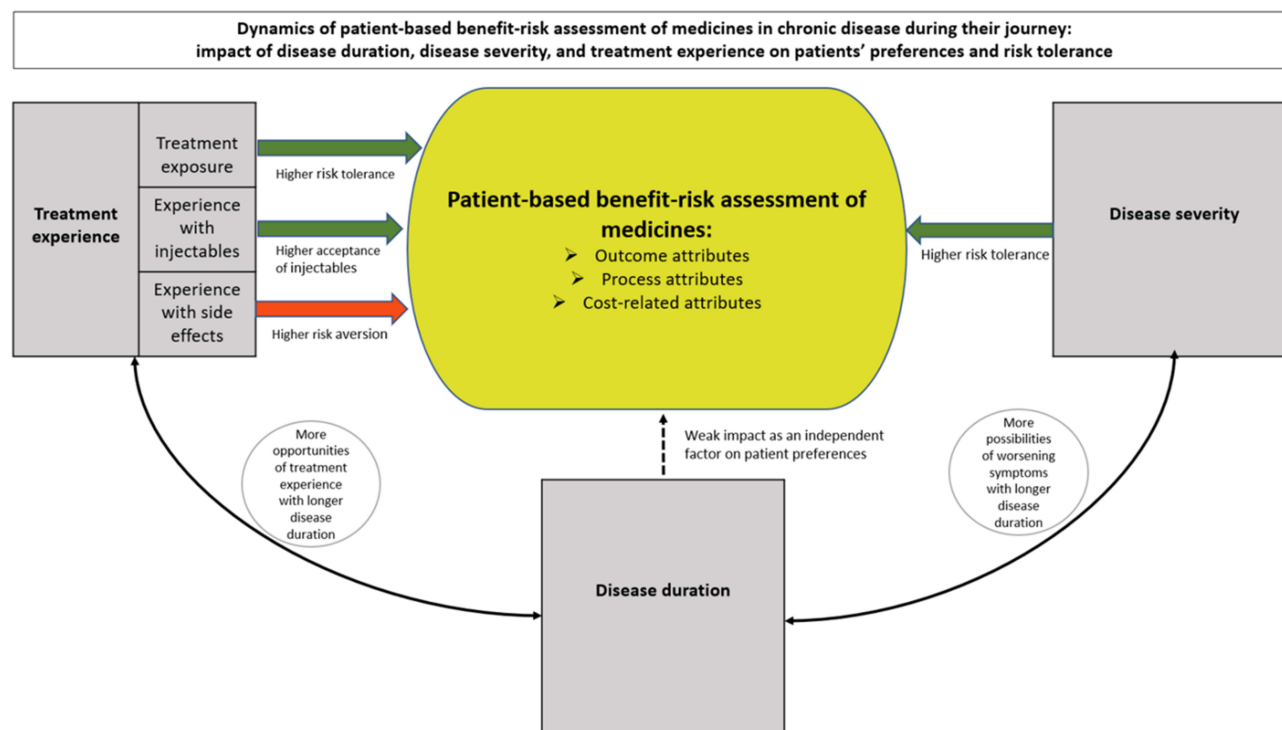 Dynamics of patient-based benefit-risk assessment of medicines in chronic disease during their journey:
impact of disease duration, disease severity, and treatment experience on patients’ preferences and risk tolerance
Treatment
experience
Treatment
exposure
Experience
with
injectables
Experience
with side
effects
Higher risk tolerance
Higher acceptance
of injectables
Higher risk aversion
Patient-based benefit-risk assessment of
medicines:
➢ Outcome attributes
➢ Process attributes
➢ Cost-related attributes
Higher risk tolerance
Disease severity
More
opportunities
of treatment
experience
with longer
disease
duration
Weak impact as an independent
factor on patient preferences
More
possibilities
of worsening
symptoms
with longer
disease
duration
Disease duration